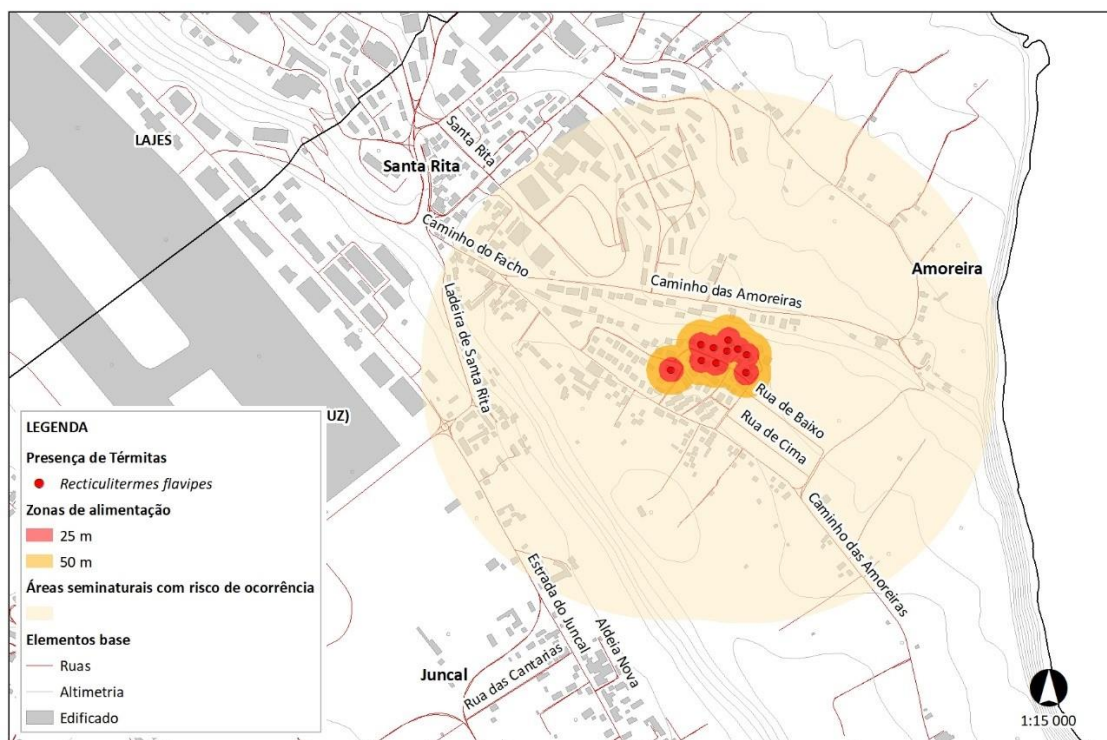 LAJES
Santa Rita
Santa Rita
Caminho do Facho
Ladeira de Santa Rita
Caminho das Amoreiras
Amoreira
Rua de Baixo
Rua de Cima
Caminho das Amoreiras
Estrada do Juncal
Aldeia Nova
Juncal
Rua das Cantarias
UZ)
LEGENDA
Presença de Térmitas
Recticulitermes flavipes
Zonas de alimentação
25 m
50 m
Áreas seminaturais com risco de ocorrência
Elementos base
Ruas
Altimetria
Edificado
1:15 000